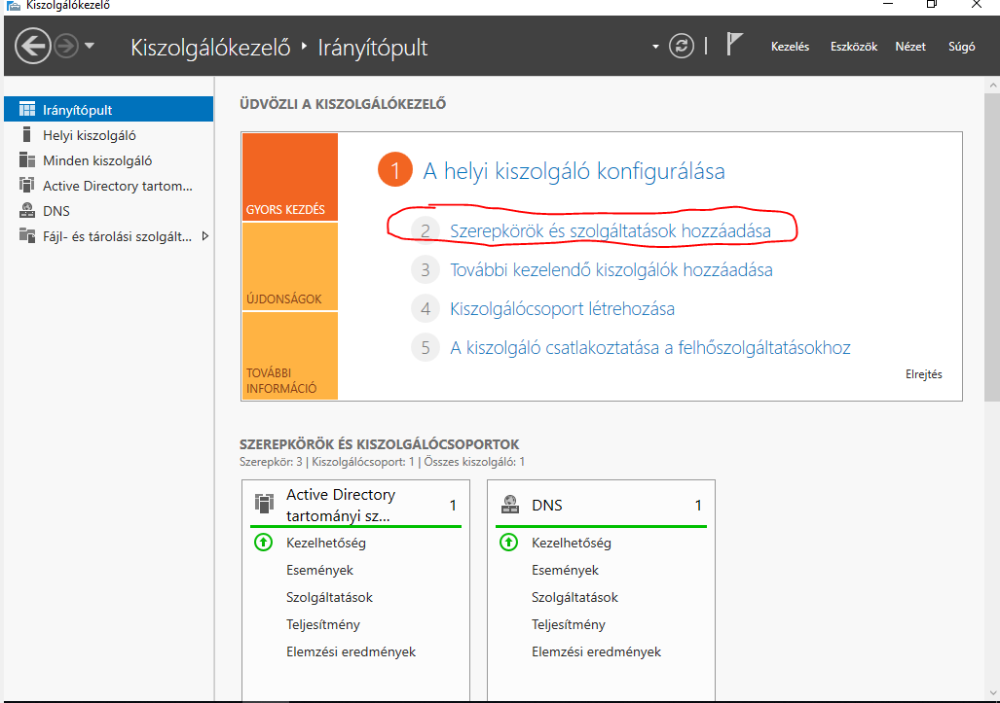 Kiszolgálókezelő
Kiszolgálókezelő ‣ Irányítópult
Kezelés Eszközök Nézet Súgó
Irányítópult
Helyi kiszolgáló
Minden kiszolgáló
Active Directory tartom...
DNS
Fájl- és tárolási szolgált...
ÜDVÖZLI A KISZOLGÁLÓKEZELŐ
GYORS KEZDÉS
ÚJDONSÁGOK
TOVÁBBI
INFORMÁCIÓ
1 A helyi kiszolgáló konfigurálása
2 Szerepkörök és szolgáltatások hozzáadása
3 További kezelendő kiszolgálók hozzáadása
4 Kiszolgálócsoport létrehozása
5 A kiszolgáló csatlakoztatása a felhőszolgáltatásokhoz
Elrejtés
SZEREPKÖRÖK ÉS KISZOLGÁLÓCSOPORTOK
Szerepkör: 3 | Kiszolgálócsoport: 1 | Összes kiszolgáló: 1
Active Directory
tartományi sz... 1
Kezelhetőség
Események
Szolgáltatások
Teljesítmény
Elemzési eredmények
DNS 1
Kezelhetőség
Események
Szolgáltatások
Teljesítmény
Elemzési eredmények